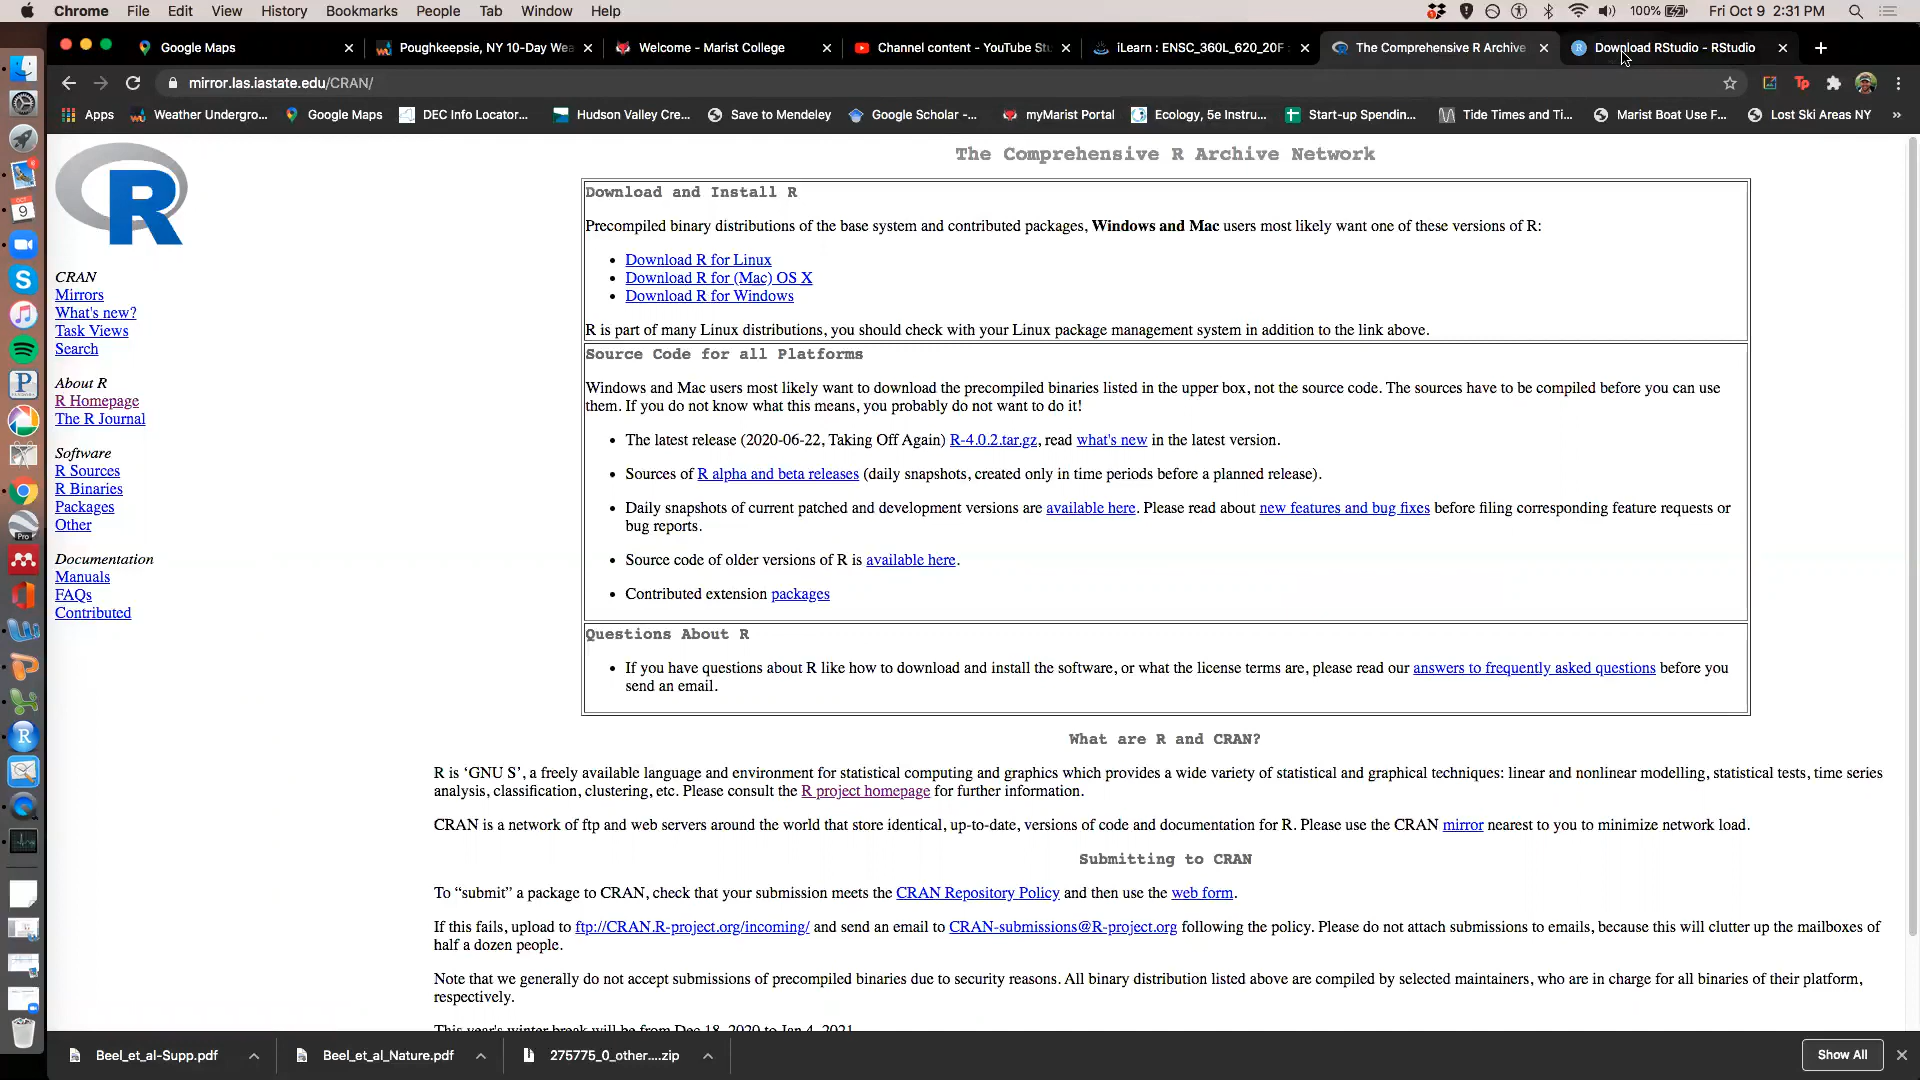 Chrome File Edit View History Bookmarks People Tab Window Help 100% Fri Oct 9 2:31 PM
Google Maps Poughkeepsie, NY 10-Day Wea Welcome - Marist College Channel content - YouTube Stu iLearn : ENSC_360L_620_20F : The Comprehensive R Archive Download RStudio - RStudio
mirror.las.iastate.edu/CRAN/
Apps Weather Undergro... Google Maps DEC Info Locator... Hudson Valley Cre... Save to Mendeley Google Scholar -... myMarist Portal Ecology, 5e Instru... Start-up Spendin... Tide Times and Ti... Marist Boat Use F... Lost Ski Areas NY »
R
CRAN
Mirrors
What's new?
Task Views
Search
About R
R Homepage
The R Journal
Software
R Sources
R Binaries
Packages
Other
Documentation
Manuals
FAQs
Contributed
The Comprehensive R Archive Network
Download and Install R
Precompiled binary distributions of the base system and contributed packages, Windows and Mac users most likely want one of these versions of R:
• Download R for Linux
• Download R for (Mac) OS X
• Download R for Windows
R is part of many Linux distributions, you should check with your Linux package management system in addition to the link above.
Source Code for all Platforms
Windows and Mac users most likely want to download the precompiled binaries listed in the upper box, not the source code. The sources have to be compiled before you can use
them. If you do not know what this means, you probably do not want to do it!
• The latest release (2020-06-22, Taking Off Again) R-4.0.2.tar.gz, read what's new in the latest version.
• Sources of R alpha and beta releases (daily snapshots, created only in time periods before a planned release).
• Daily snapshots of current patched and development versions are available here. Please read about new features and bug fixes before filing corresponding feature requests or
bug reports.
• Source code of older versions of R is available here.
• Contributed extension packages
Questions About R
• If you have questions about R like how to download and install the software, or what the license terms are, please read our answers to frequently asked questions before you
send an email.
What are R and CRAN?
R is ‘GNU S’, a freely available language and environment for statistical computing and graphics which provides a wide variety of statistical and graphical techniques: linear and nonlinear modelling, statistical tests, time series
analysis, classification, clustering, etc. Please consult the R project homepage for further information.
CRAN is a network of ftp and web servers around the world that store identical, up-to-date, versions of code and documentation for R. Please use the CRAN mirror nearest to you to minimize network load.
Submitting to CRAN
To “submit” a package to CRAN, check that your submission meets the CRAN Repository Policy and then use the web form.
If this fails, upload to ftp://CRAN.R-project.org/incoming/ and send an email to CRAN-submissions@R-project.org following the policy. Please do not attach submissions to emails, because this will clutter up the mailboxes of
half a dozen people.
Note that we generally do not accept submissions of precompiled binaries due to security reasons. All binary distribution listed above are compiled by selected maintainers, who are in charge for all binaries of their platform,
respectively.
This year's winter break will be from Dec 18, 2020 to Jan 4, 2021
Beel_et_al-Supp.pdf Beel_et_al_Nature.pdf 275775_0_other....zip Show All